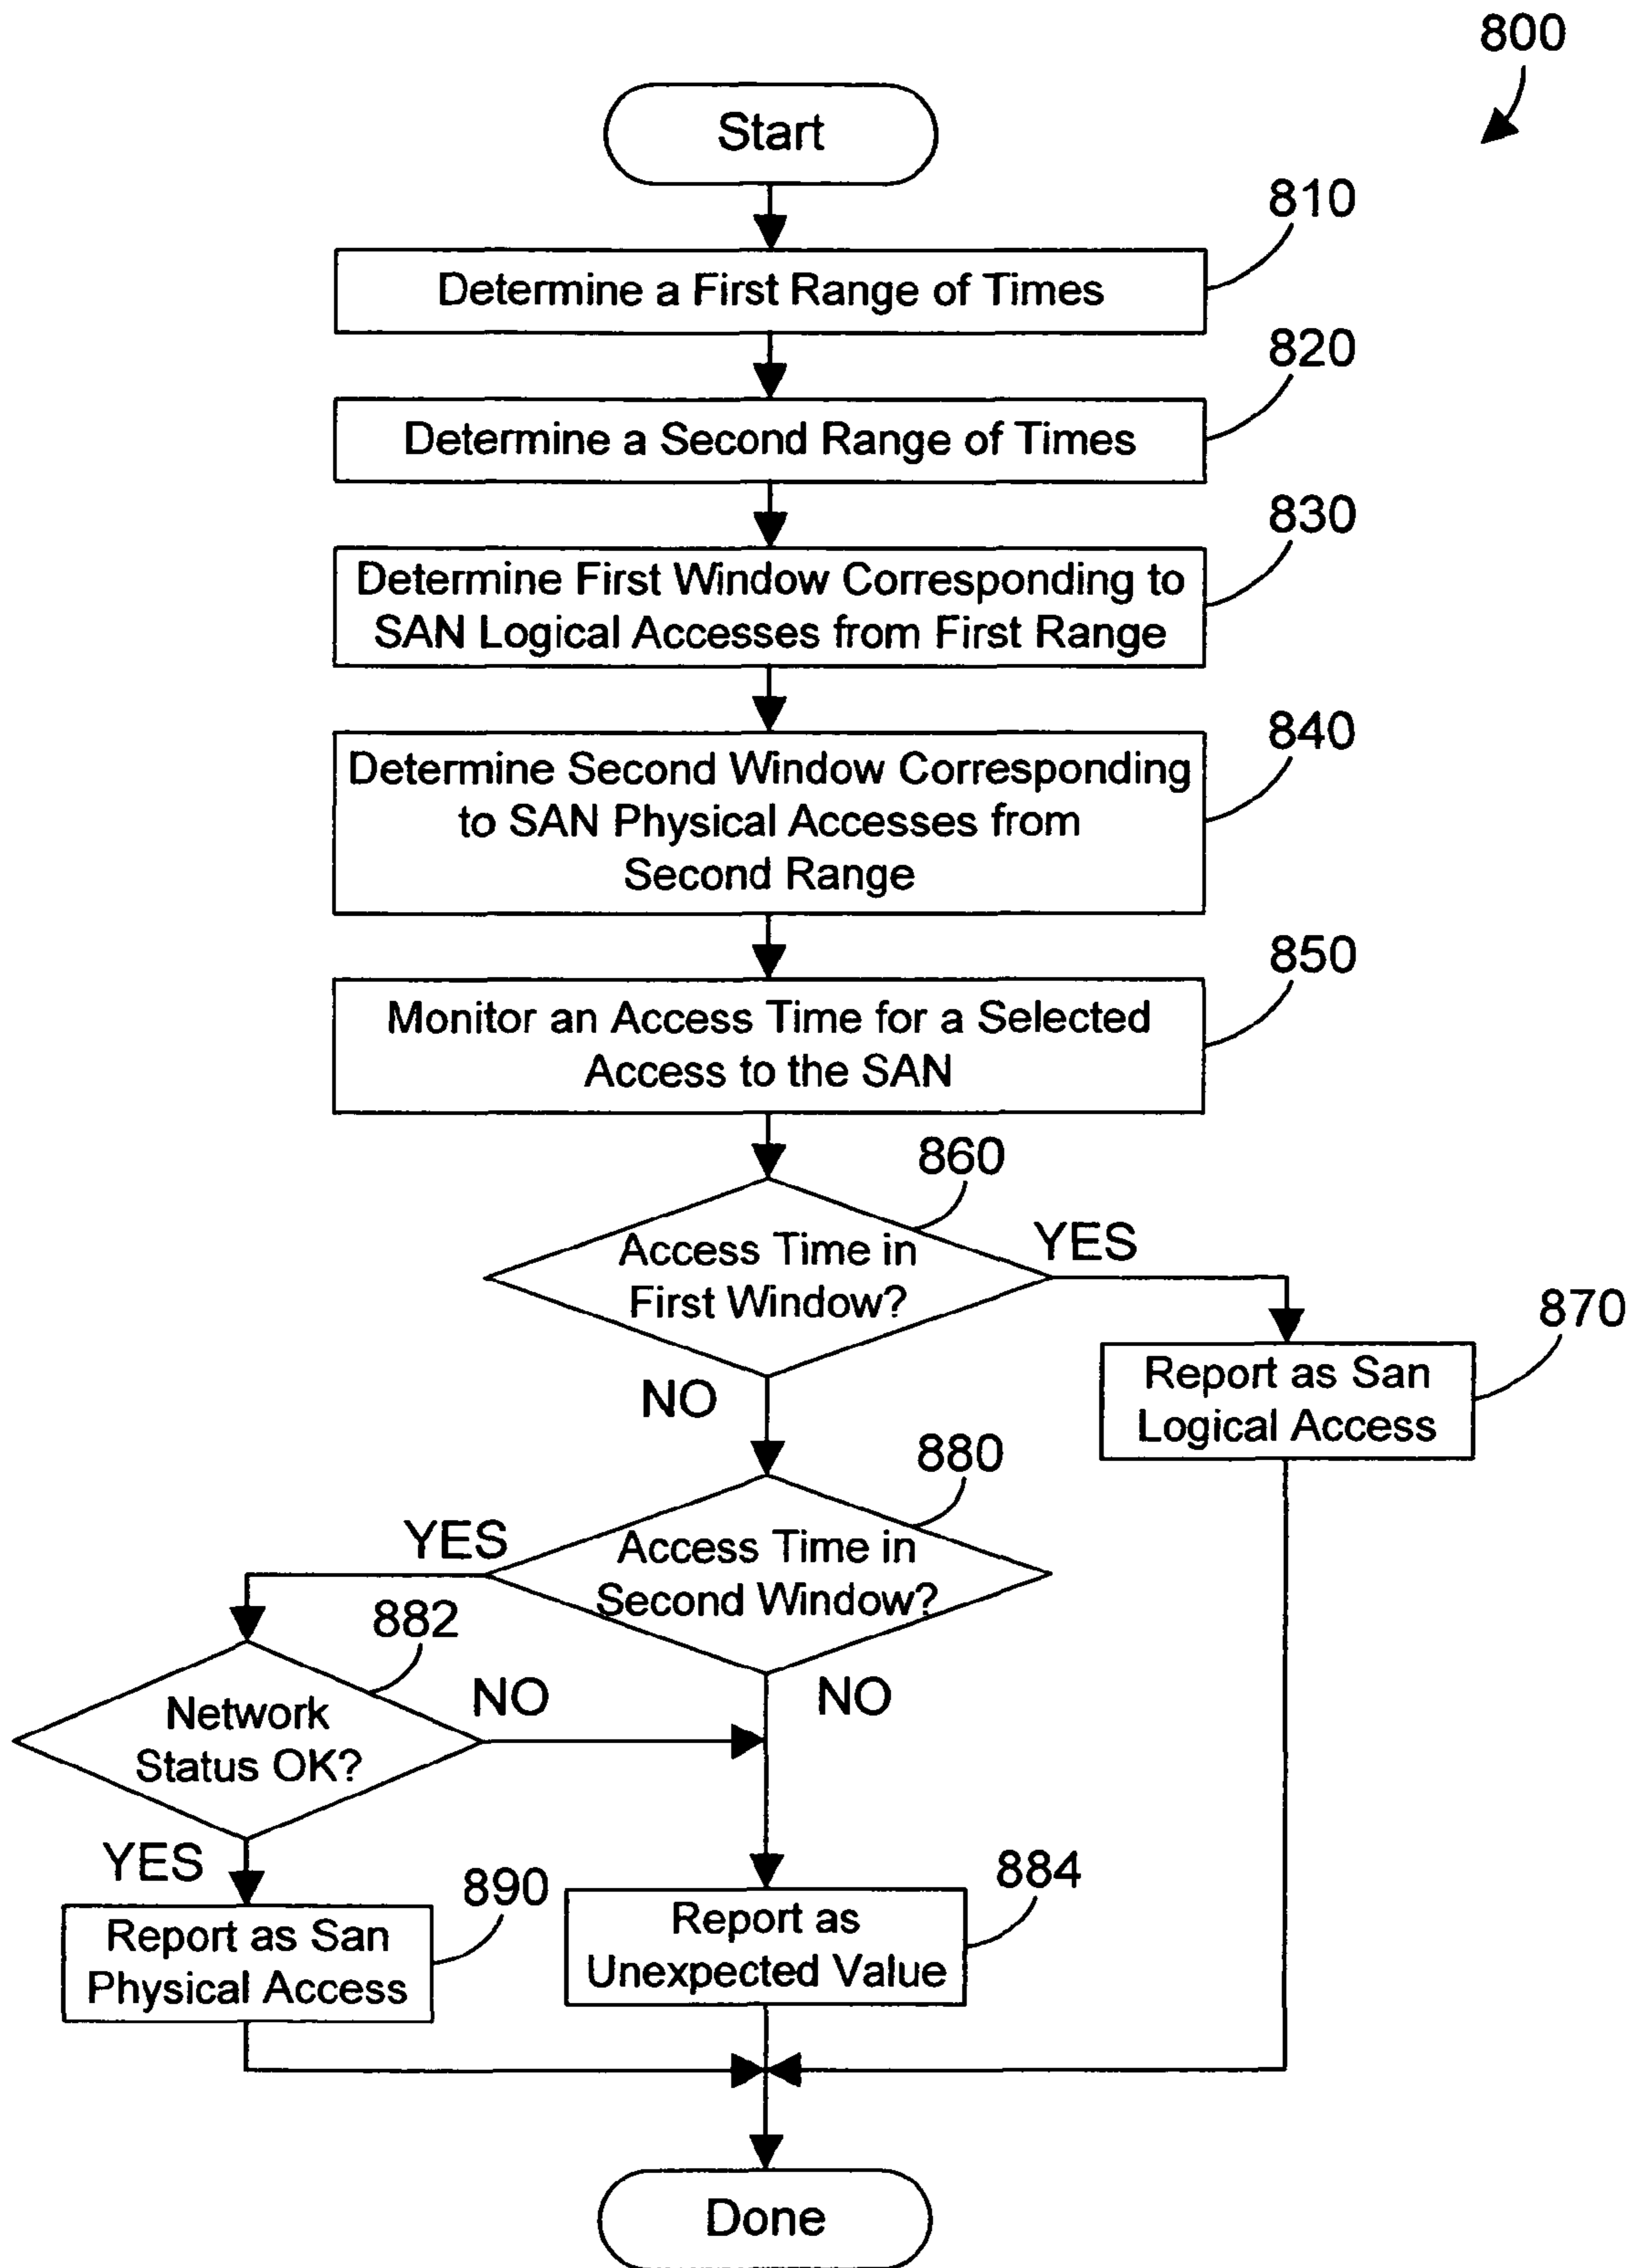 800
Start
810
Determine a First Range of Times
820
Determine a Second Range of Times
830
Determine First Window Corresponding to
SAN Logical Accesses from First Range
840
Determine Second Window Corresponding
to SAN Physical Accesses from
Second Range
850
Monitor an Access Time for a Selected
Access to the SAN
860
Access Time in
First Window?
YES
NO
870
Report as San
Logical Access
880
Access Time in
Second Window?
YES
NO
882
Network
Status OK?
NO
YES
890
Report as San
Physical Access
884
Report as
Unexpected Value
Done